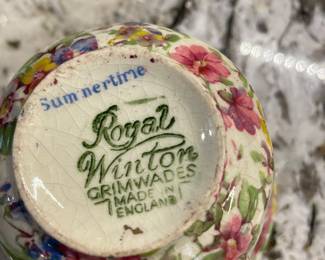 Summertime
Royal
Winton
GRIMWADES
MADE IN
ENGLAND